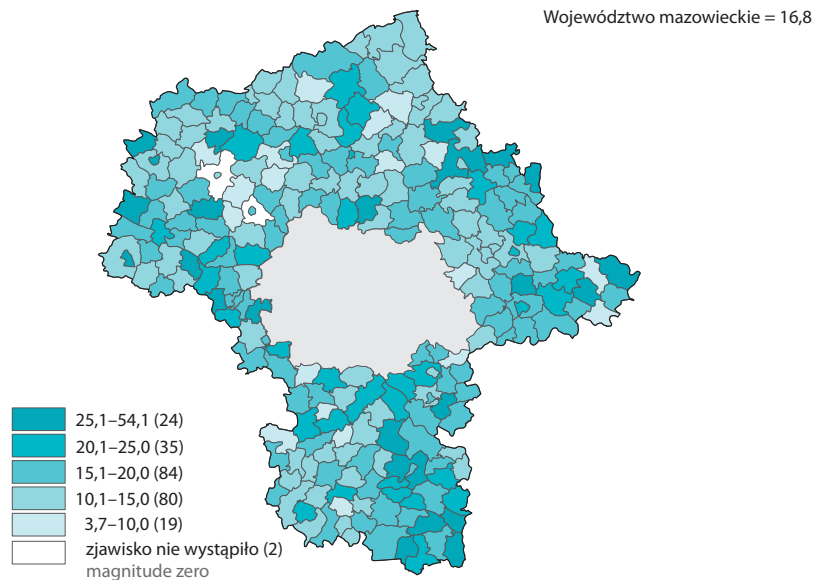 Województwo mazowieckie = 16,8
25,1–54,1 (24)
20,1–25,0 (35)
15,1–20,0 (84)
10,1–15,0 (80)
3,7–10,0 (19)
zjawisko nie wystąpiło (2)
magnitude zero